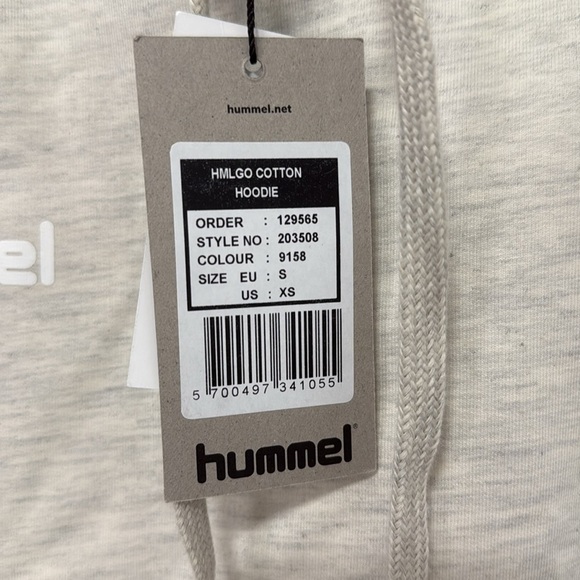 hummel.net
HMLGO COTTON
HOODIE
ORDER : 129565
STYLE NO : 203508
COLOUR : 9158
SIZE EU : S
US : XS
5 700497 341055
hummel®
el